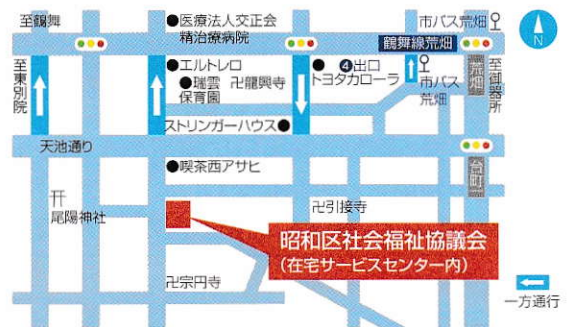 至鶴舞
●医療法人交正会
精治療病院
市バス荒畑
N
鶴舞線荒畑
至東別院
●エルトレロ
●瑞雲
保育園
卍龍興寺
● ❹出口
トヨタカローラ
市バス
荒畑
荒畑
至御器所
ストリンガーハウス●
天池通り
●喫茶西アサヒ
台町
尾陽神社
卍引接寺
昭和区社会福祉協議会
(在宅サービスセンター内)
卍宗円寺
一方通行